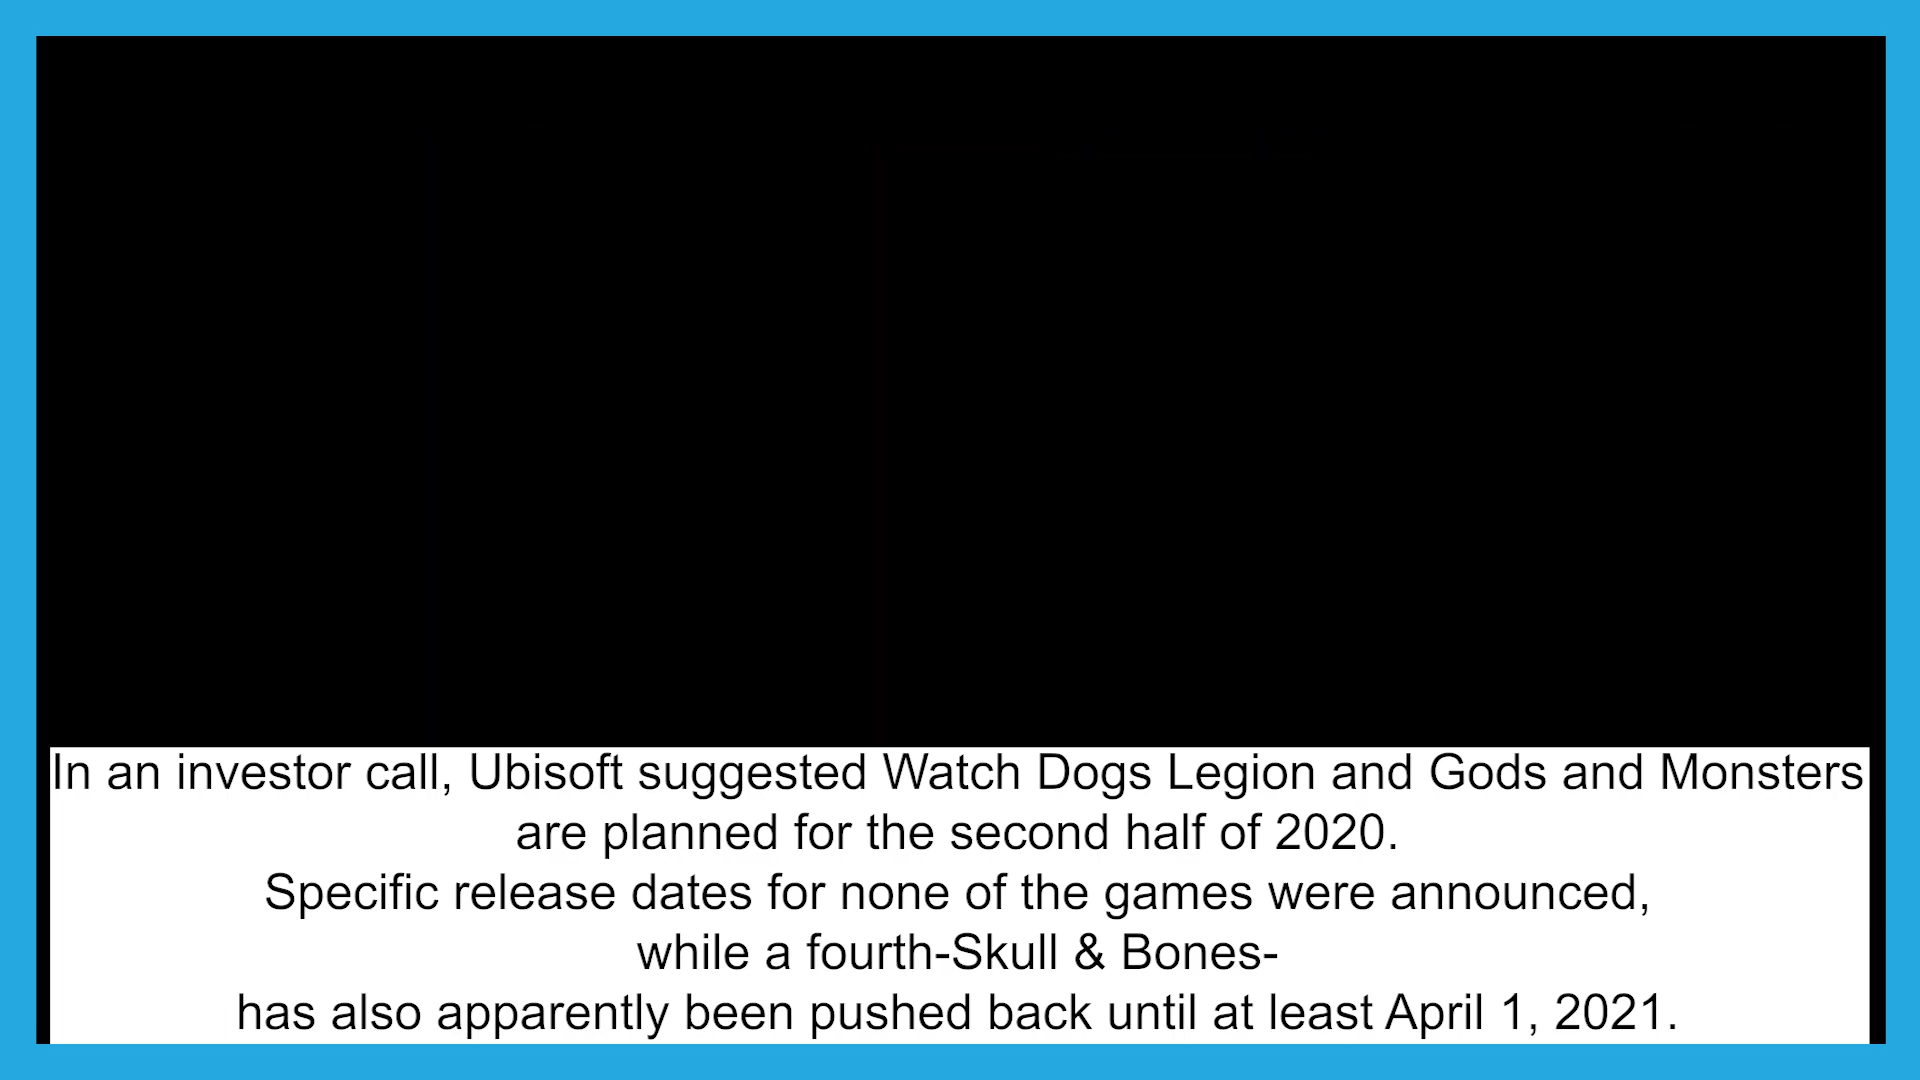 In an investor call, Ubisoft suggested Watch Dogs Legion and Gods and Monsters
are planned for the second half of 2020.
Specific release dates for none of the games were announced,
while a fourth-Skull & Bones-
has also apparently been pushed back until at least April 1, 2021.